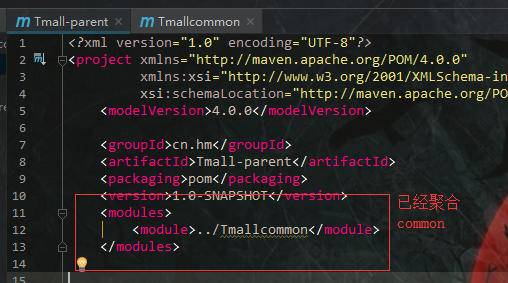 Tmall-parent × Tmallcommon ×
1 <?xml version="1.0" encoding="UTF-8"?>
2 <project xmlns="http://maven.apache.org/POM/4.0.0"
3 xmlns:xsi="http://www.w3.org/2001/XMLSchema-in
4 xsi:schemaLocation="http://maven.apache.org/PO
5 <modelVersion>4.0.0</modelVersion>
6
7 <groupId>cn.hm</groupId>
8 <artifactId>Tmall-parent</artifactId>
9 <packaging>pom</packaging>
10 <version>1.0-SNAPSHOT</version>
已经聚合
11 <modules>
common
12 <module>../Tmallcommon</module>
13 </modules>
14
15